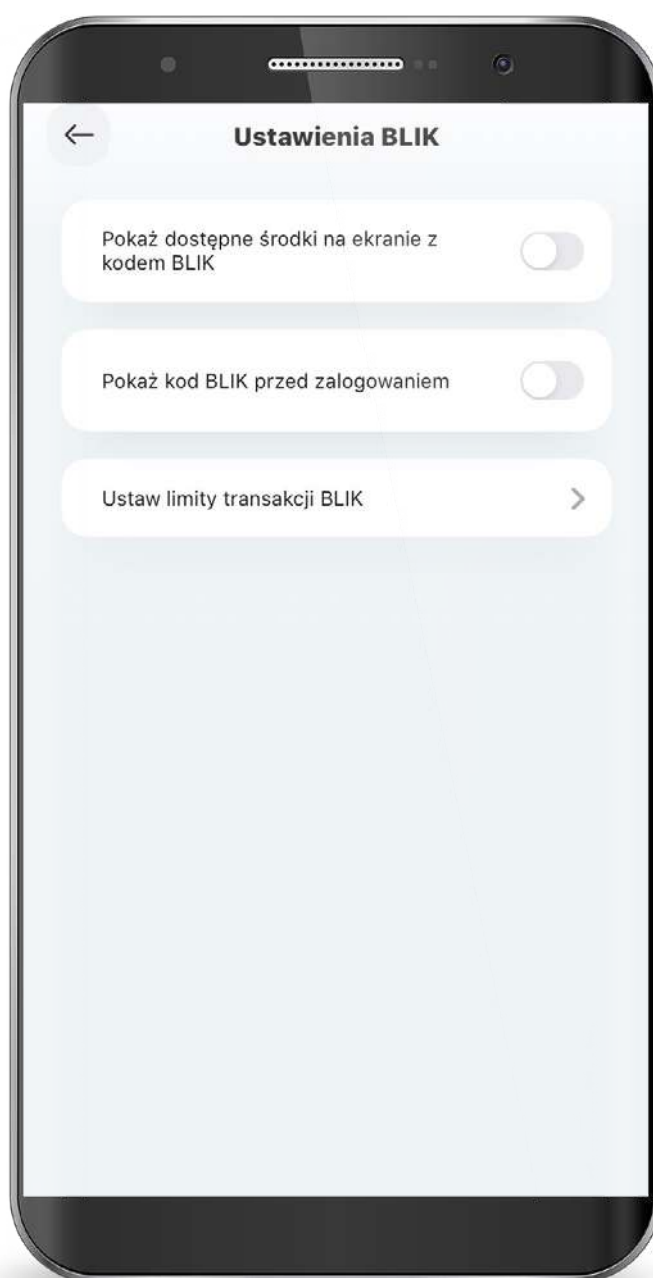 Ustawienia BLIK
Pokaż dostępne środki na ekranie z
kodem BLIK
Pokaż kod BLIK przed zalogowaniem
Ustaw limity transakcji BLIK